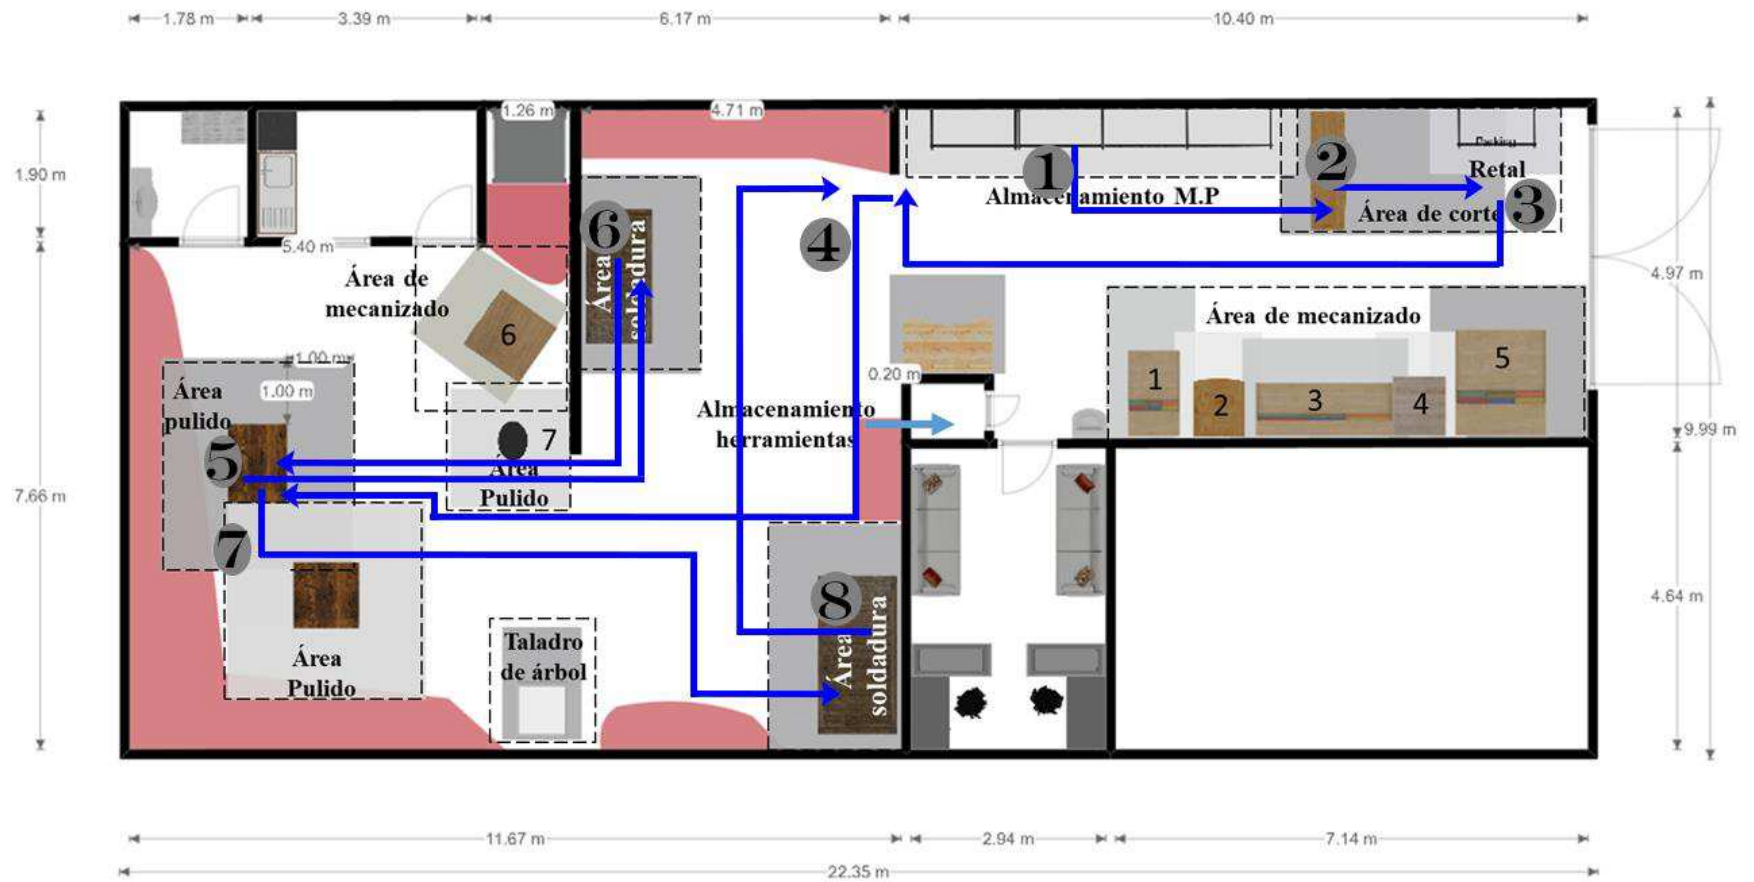 1.78 m
3.39 m
6.17 m
10.40 m
1.26 m
4.71 m
1.90 m
1
Almacenamiento M.P
2
Parking
Retal
Área de corte
3
5.40 m
Área de
mecanizado
6
6
Área
soldadura
4
4.97 m
Área de mecanizado
1
2
3
4
5
1.00 m
1.00 m
Área
pulido
5
0.20 m
Almacenamiento
herramientas
7
Área
Pulido
9.99 m
7.66 m
7
8
Área
soldadura
4.64 m
Taladro
de árbol
Área
Pulido
11.67 m
2.94 m
7.14 m
22.35 m